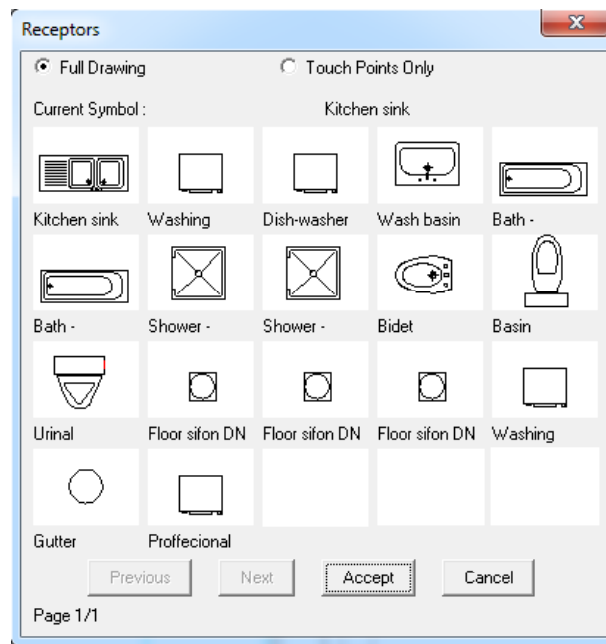 Receptors
Full Drawing Touch Points Only
Current Symbol : Kitchen sink
Kitchen sink Washing Dish-washer Wash basin Bath -
Bath - Shower - Shower - Bidet Basin
Urinal Floor sifon DN Floor sifon DN Floor sifon DN Washing
Gutter Proffecional
Previous Next Accept Cancel
Page 1/1